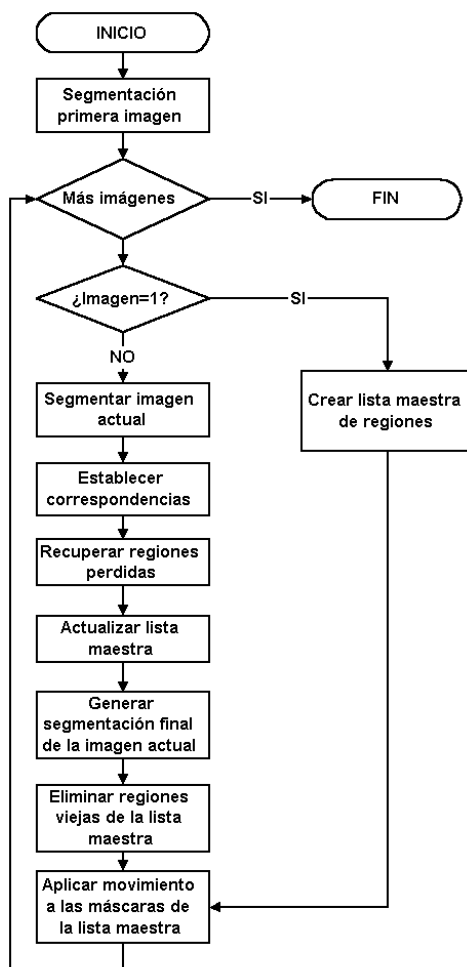 INICIO
Segmentación
primera imagen
Más imágenes
SI
FIN
¿Imagen=1?
SI
NO
Segmentar imagen
actual
Crear lista maestra
de regiones
Establecer
correspondencias
Recuperar regiones
perdidas
Actualizar lista
maestra
Generar
segmentación final
de la imagen actual
Eliminar regiones
viejas de la lista
maestra
Aplicar movimiento
a las máscaras de
la lista maestra